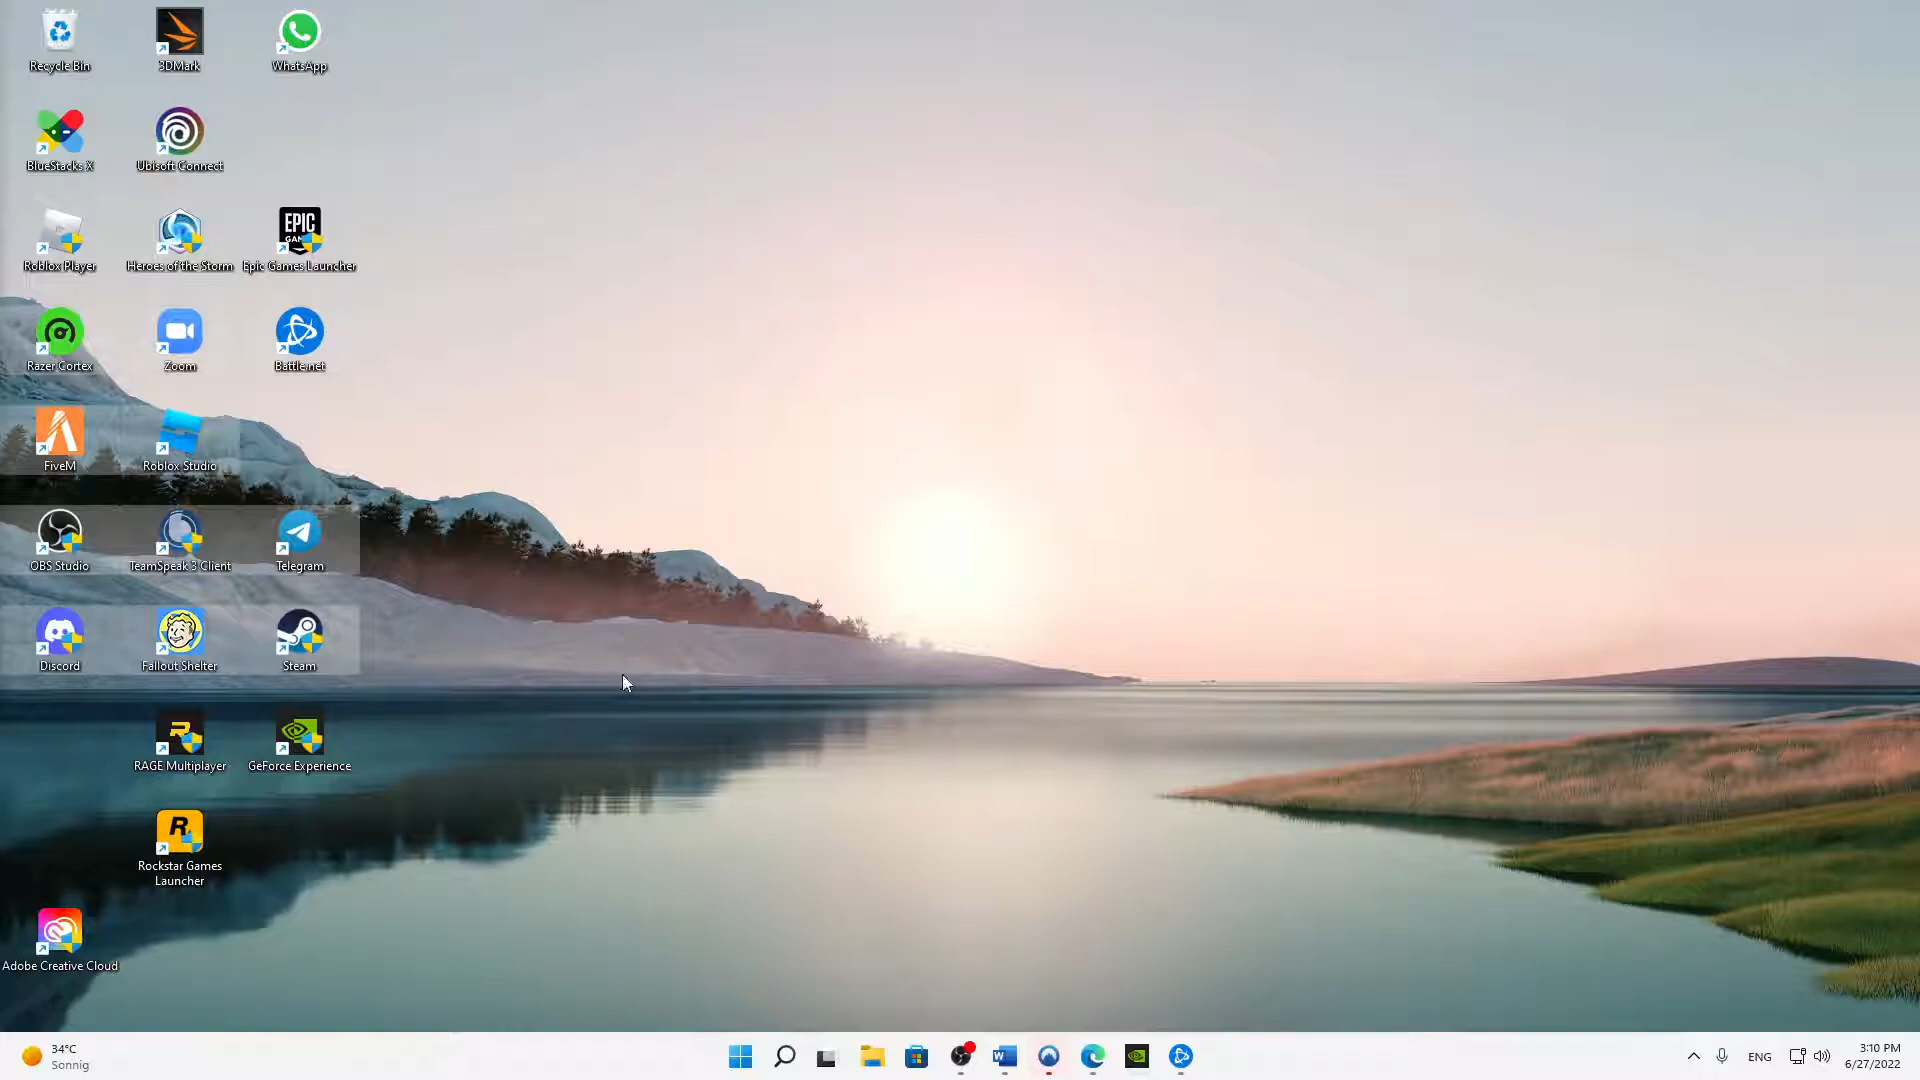 Recycle Bin
3DMark
WhatsApp
BlueStacks X
Ubisoft Connect
Roblox Player
Heroes of the Storm
EPIC
GAMES
Epic Games Launcher
Razer Cortex
Zoom
Battle.net
FiveM
Roblox Studio
OBS Studio
TeamSpeak 3 Client
Telegram
Discord
Fallout Shelter
Steam
RAGE Multiplayer
GeForce Experience
R
Rockstar Games
Launcher
Adobe Creative Cloud
34°C
Sonnig
W
ENG
3:10 PM
6/27/2022